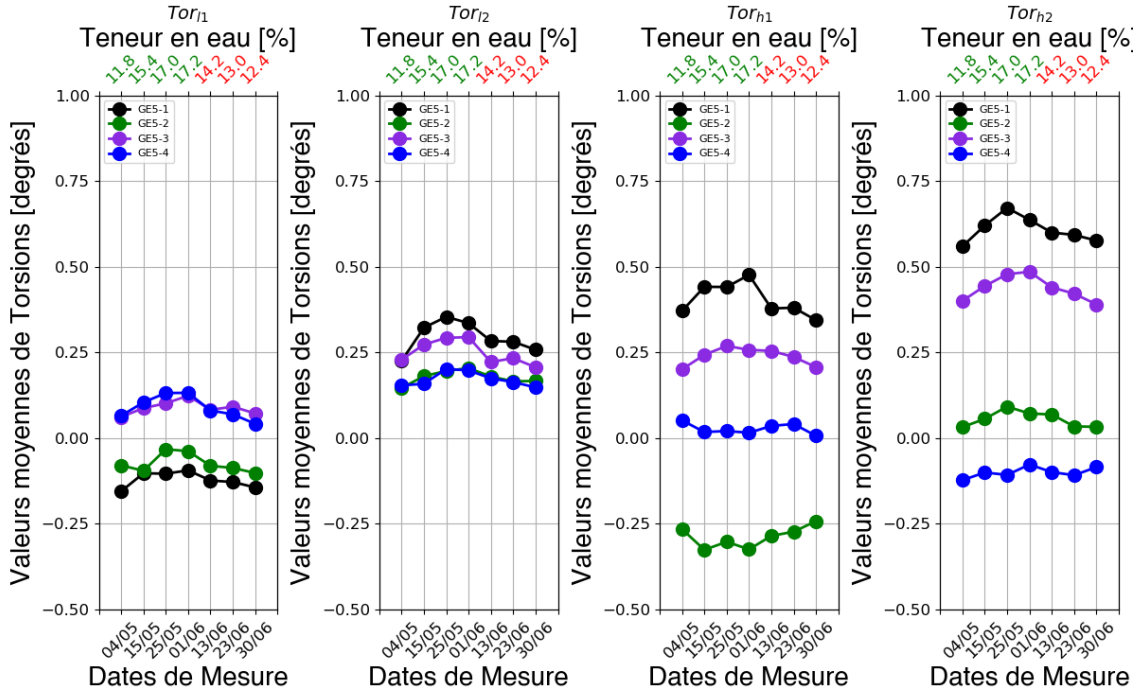 Tor_l1
Teneur en eau [%]
11.8 15.4 17.0 17.2 14.2 13.0 12.4
Valeurs moyennes de Torsions [degrés]
1.00
0.75
0.50
0.25
0.00
−0.25
−0.50
GE5-1
GE5-2
GE5-3
GE5-4
04/05 15/05 25/05 01/06 13/06 23/06 30/06
Dates de Mesure
Tor_l2
Teneur en eau [%]
11.8 15.4 17.0 17.2 14.2 13.0 12.4
Valeurs moyennes de Torsions [degrés]
1.00
0.75
0.50
0.25
0.00
−0.25
−0.50
GE5-1
GE5-2
GE5-3
GE5-4
04/05 15/05 25/05 01/06 13/06 23/06 30/06
Dates de Mesure
Tor_h1
Teneur en eau [%]
11.8 15.4 17.0 17.2 14.2 13.0 12.4
Valeurs moyennes de Torsions [degrés]
1.00
0.75
0.50
0.25
0.00
−0.25
−0.50
GE5-1
GE5-2
GE5-3
GE5-4
04/05 15/05 25/05 01/06 13/06 23/06 30/06
Dates de Mesure
Tor_h2
Teneur en eau [%]
11.8 15.4 17.0 17.2 14.2 13.0 12.4
Valeurs moyennes de Torsions [degrés]
1.00
0.75
0.50
0.25
0.00
−0.25
−0.50
GE5-1
GE5-2
GE5-3
GE5-4
04/05 15/05 25/05 01/06 13/06 23/06 30/06
Dates de Mesure